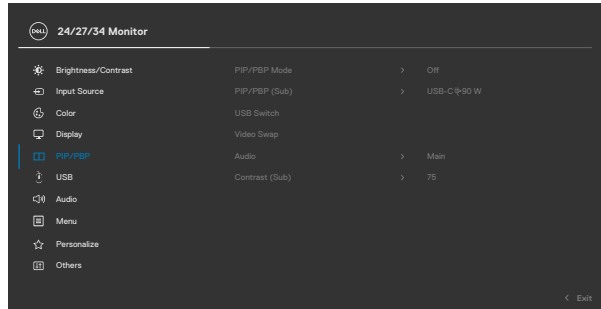 DELL 24/27/34 Monitor
Brightness/Contrast PIP/PBP Mode > Off
Input Source PIP/PBP (Sub) > USB-C 90 W
Color USB Switch
Display Video Swap
PIP/PBP Audio > Main
USB Contrast (Sub) > 75
Audio
Menu
Personalize
Others
< Exit